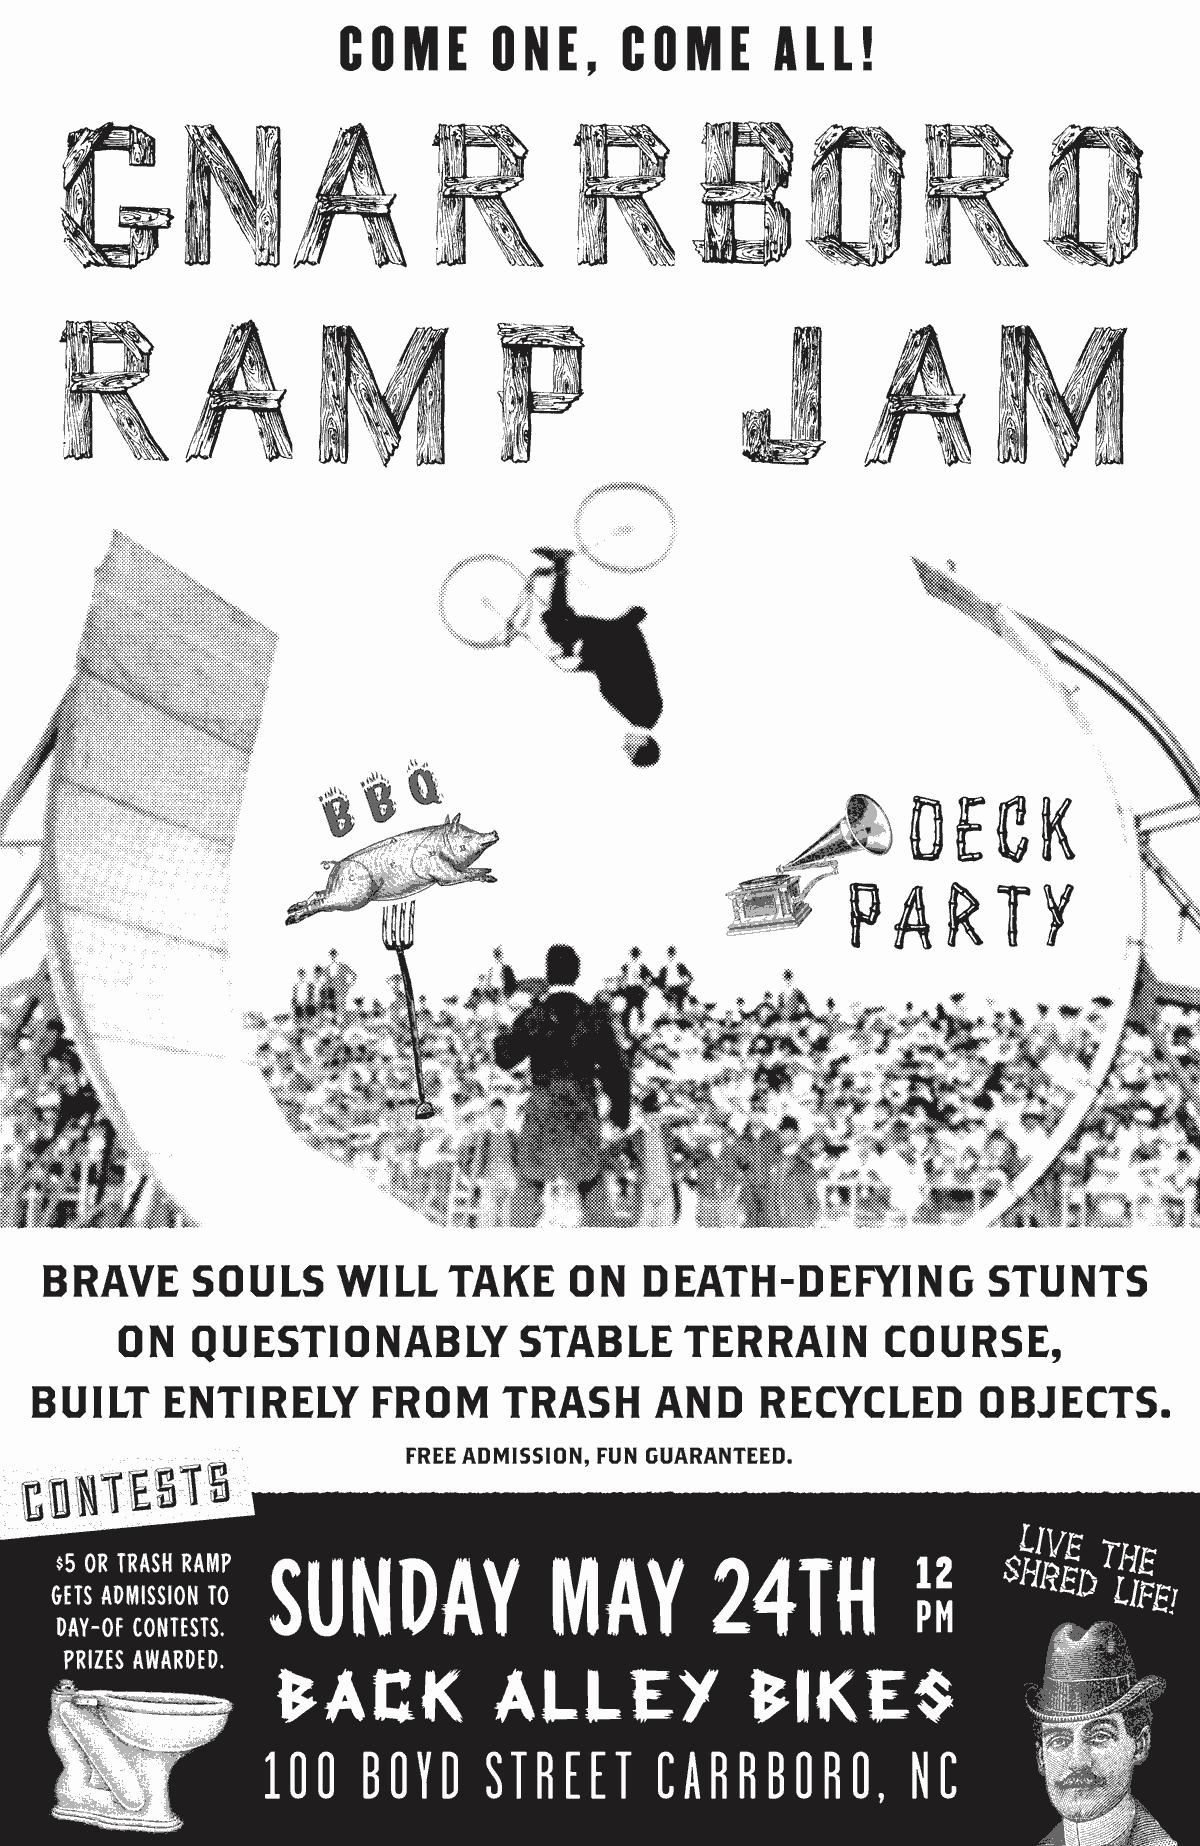 COME ONE, COME ALL!
GNARRBORO
RAMP JAM
BBQ
DECK
PARTY
BRAVE SOULS WILL TAKE ON DEATH-DEFYING STUNTS
ON QUESTIONABLY STABLE TERRAIN COURSE,
BUILT ENTIRELY FROM TRASH AND RECYCLED OBJECTS.
FREE ADMISSION, FUN GUARANTEED.
CONTESTS
$5 OR TRASH RAMP
GETS ADMISSION TO
DAY-OF CONTESTS.
PRIZES AWARDED.
SUNDAY MAY 24TH
12
PM
BACK ALLEY BIKES
100 BOYD STREET CARRBORO, NC
LIVE THE
SHRED LIFE!